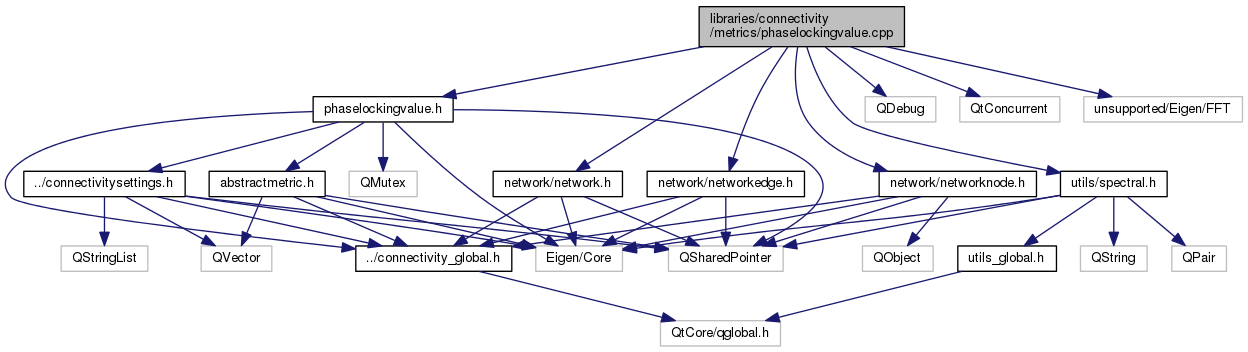 libraries/connectivity
/metrics/phaselockingvalue.cpp
phaselockingvalue.h
QDebug
QtConcurrent
unsupported/Eigen/FFT
../connectivitysettings.h
abstractmetric.h
QMutex
network/network.h
network/networkedge.h
network/networknode.h
utils/spectral.h
QStringList
QVector
../connectivity_global.h
Eigen/Core
QSharedPointer
QObject
utils_global.h
QString
QPair
QtCore/qglobal.h